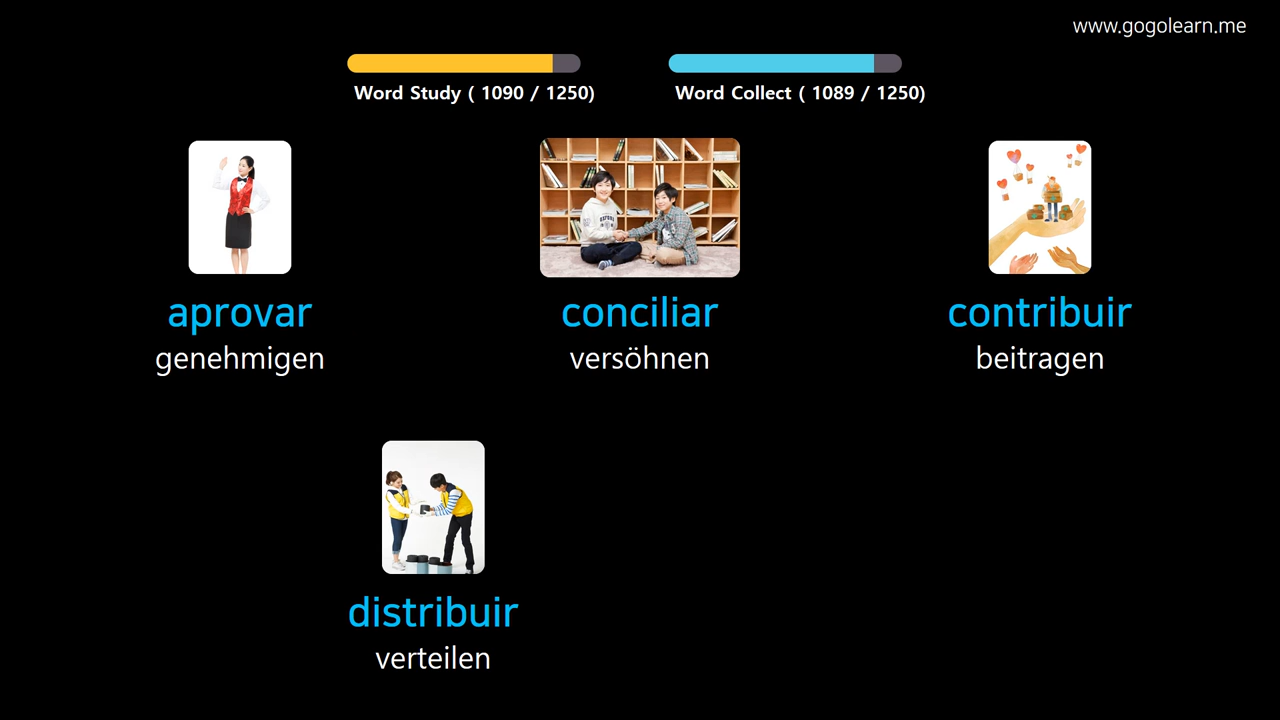 www.gogolearn.me
Word Study ( 1090 / 1250)
Word Collect ( 1089 / 1250)
aprovar
genehmigen
conciliar
versöhnen
contribuir
beitragen
distribuir
verteilen